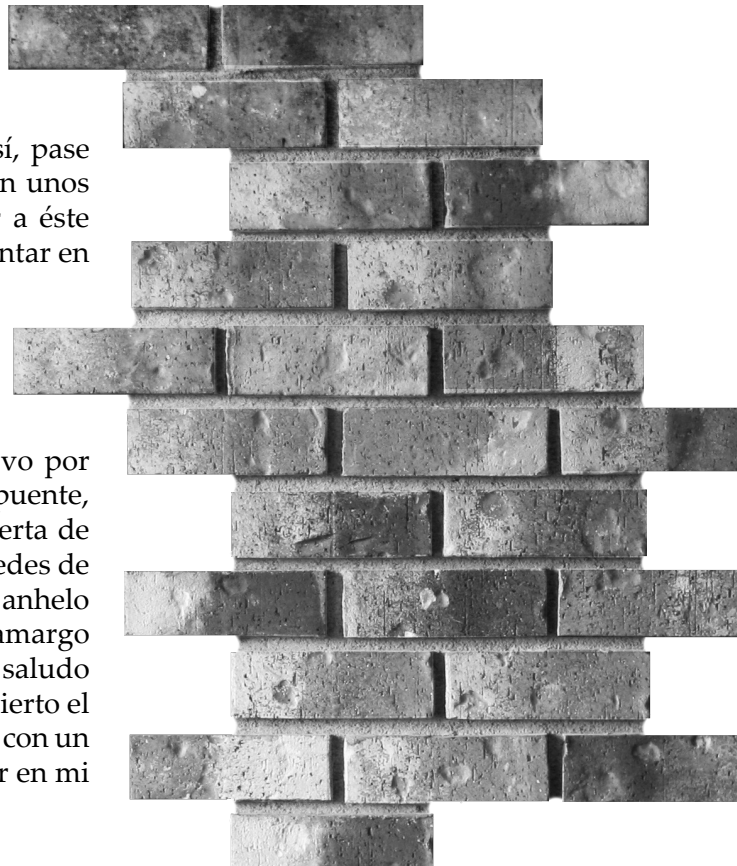 sí, pase
n unos
a éste
ntar en
vo por
puente,
erta de
edes de
anhelo
amargo
saludo
ierto el
con un
r en mi